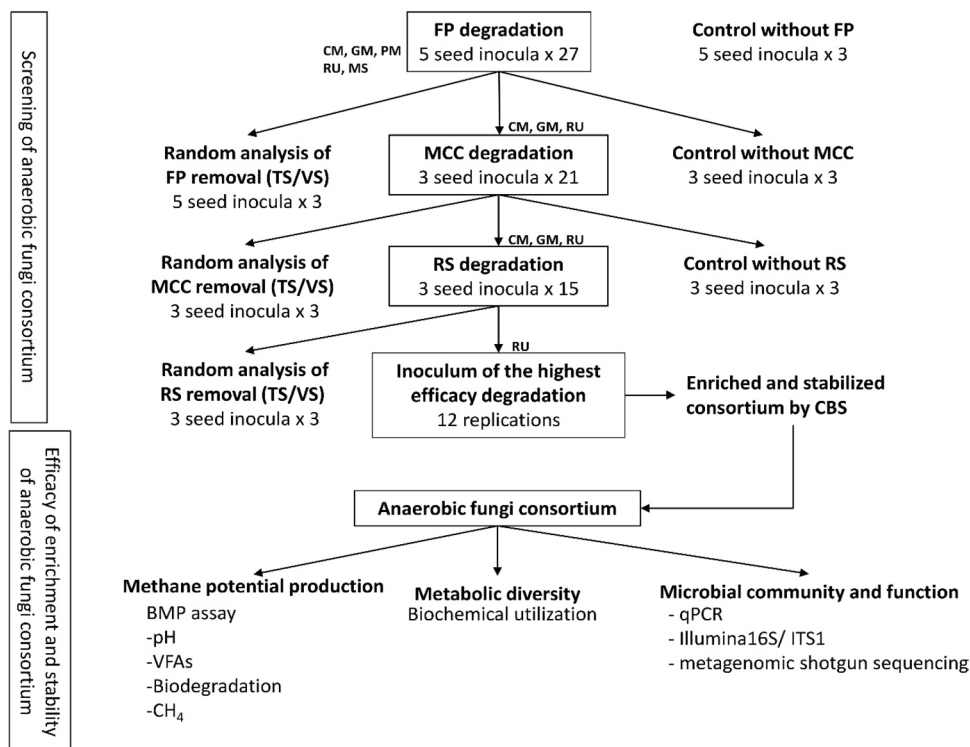 Screening of anaerobic fungi consortium
FP degradation
5 seed inocula x 27
CM, GM, PM
RU, MS
Control without FP
5 seed inocula x 3
CM, GM, RU
Random analysis of
FP removal (TS/VS)
5 seed inocula x 3
MCC degradation
3 seed inocula x 21
Control without MCC
3 seed inocula x 3
CM, GM, RU
Random analysis of
MCC removal (TS/VS)
3 seed inocula x 3
RS degradation
3 seed inocula x 15
Control without RS
3 seed inocula x 3
RU
Random analysis of
RS removal (TS/VS)
3 seed inocula x 3
Inoculum of the highest
efficacy degradation
12 replications
Enriched and stabilized
consortium by CBS
Efficacy of enrichment and stability
of anaerobic fungi consortium
Anaerobic fungi consortium
Methane potential production
BMP assay
-pH
-VFAs
-Biodegradation
-CH₄
Metabolic diversity
Biochemical utilization
Microbial community and function
- qPCR
- Illumina16S/ ITS1
- metagenomic shotgun sequencing